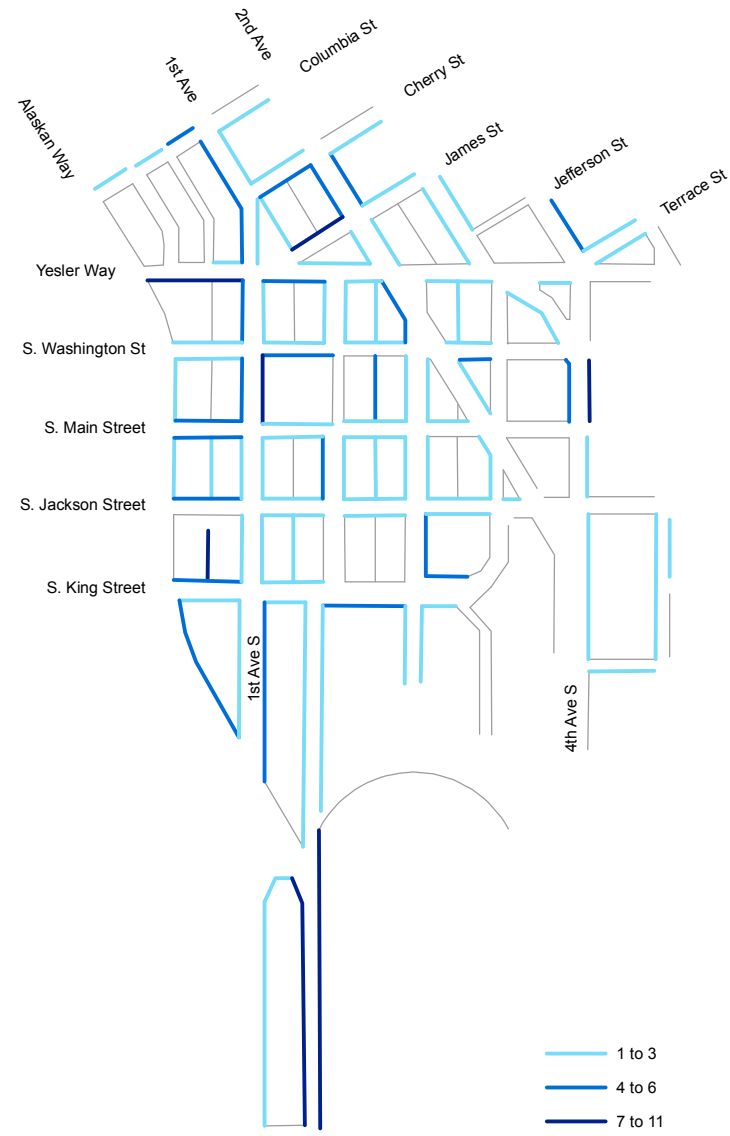 2nd Ave
Columbia St
1st Ave
Cherry St
Alaskan Way
James St
Jefferson St
Terrace St
Yesler Way
S. Washington St
S. Main Street
S. Jackson Street
S. King Street
1st Ave S
4th Ave S
1 to 3
4 to 6
7 to 11